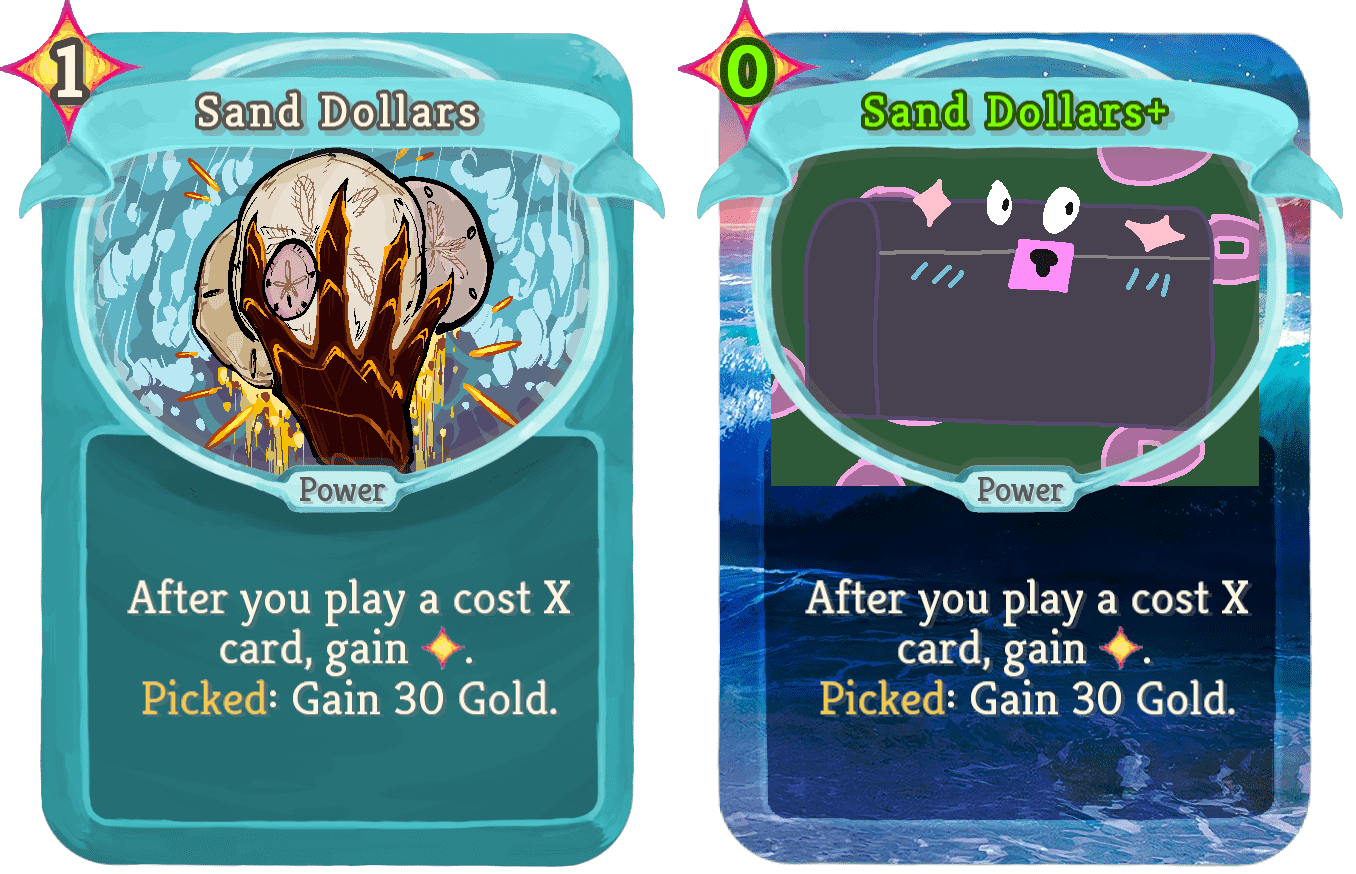 1
Sand Dollars
Power
After you play a cost X
card, gain .
Picked: Gain 30 Gold.
0
Sand Dollars+
Power
After you play a cost X
card, gain .
Picked: Gain 30 Gold.